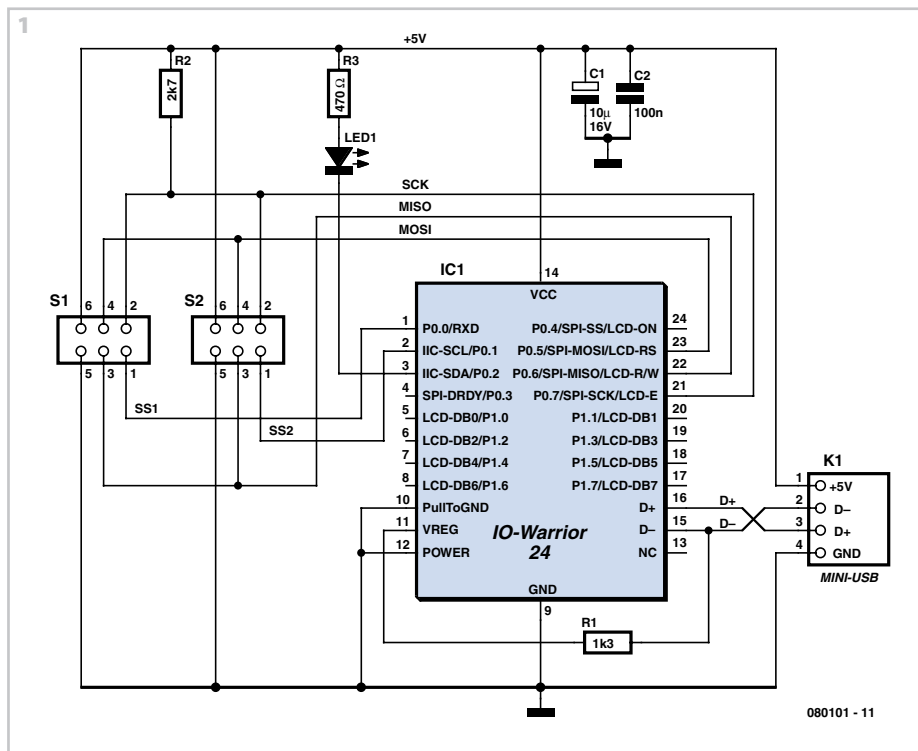 1
+5V
R2
2k7
R3
470 Ω
LED1
C1
10µ
16V
C2
100n
SCK
MISO
MOSI
S1
6 4 2
5 3 1
S2
6 4 2
5 3 1
SS1
SS2
IC1
14
VCC
1 P0.0/RXD
2 IIC-SCL/P0.1
3 IIC-SDA/P0.2
4 SPI-DRDY/P0.3
5 LCD-DB0/P1.0
6 LCD-DB2/P1.2
7 LCD-DB4/P1.4
8 LCD-DB6/P1.6
10 PullToGND
11 VREG
12 POWER
P0.4/SPI-SS/LCD-ON 24
P0.5/SPI-MOSI/LCD-RS 23
P0.6/SPI-MISO/LCD-R/W 22
P0.7/SPI-SCK/LCD-E 21
P1.1/LCD-DB1 20
P1.3/LCD-DB3 19
P1.5/LCD-DB5 18
P1.7/LCD-DB7 17
D+ 16
D– 15
NC 13
IO-Warrior
24
GND
9
D+
D–
K1
1 +5V
2 D–
3 D+
4 GND
MINI-USB
R1
1k3
080101 - 11